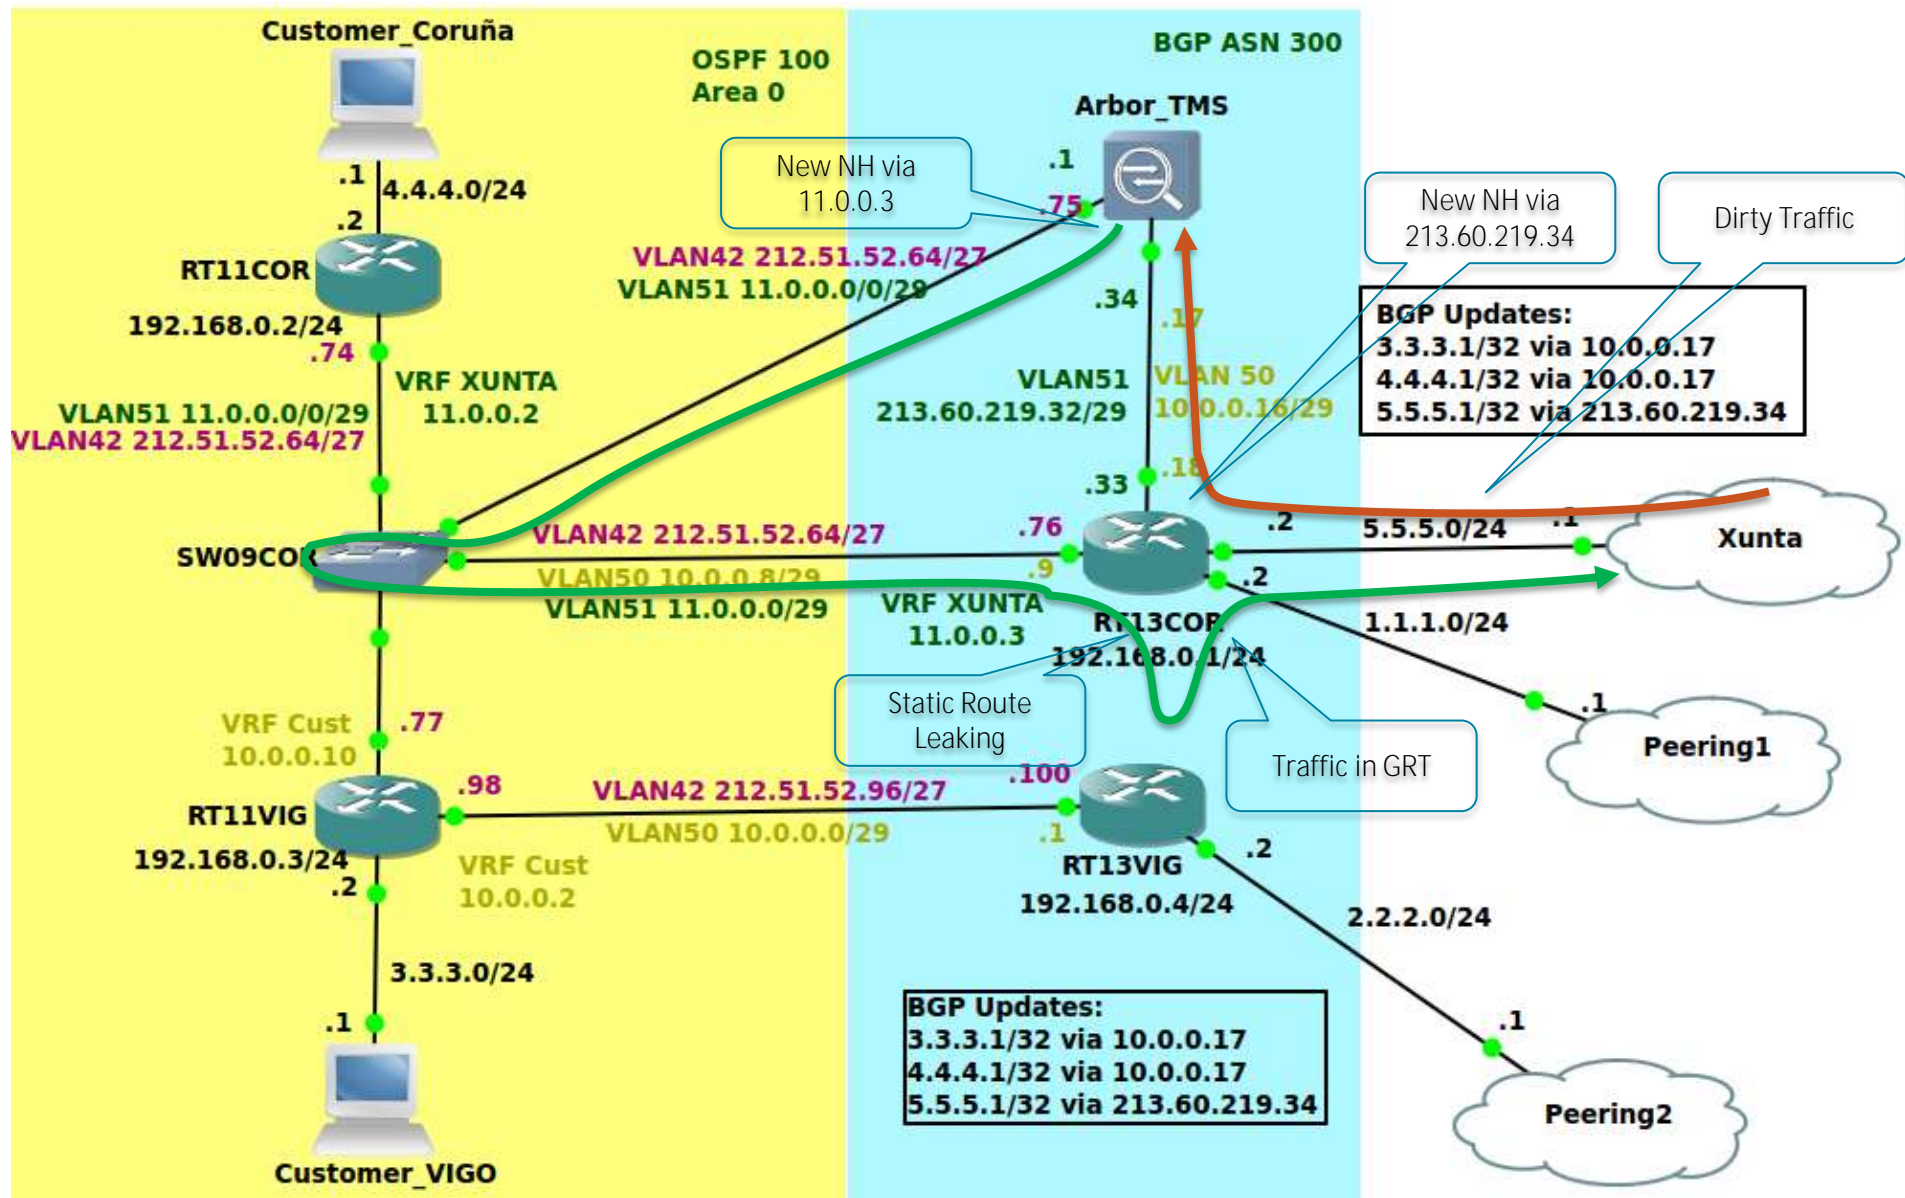 Customer_Coruña
OSPF 100
Area 0
BGP ASN 300
Arbor_TMS
New NH via
11.0.0.3
.1
.75
New NH via
213.60.219.34
Dirty Traffic
.1
4.4.4.0/24
.2
RT11COR
192.168.0.2/24
.74
VLAN42 212.51.52.64/27
VLAN51 11.0.0.0/0/29
.34
.17
BGP Updates:
3.3.3.1/32 via 10.0.0.17
4.4.4.1/32 via 10.0.0.17
5.5.5.1/32 via 213.60.219.34
VRF XUNTA
11.0.0.2
VLAN51 11.0.0.0/0/29
VLAN42 212.51.52.64/27
VLAN51
213.60.219.32/29
VLAN 50
10.0.0.16/29
.33
.18
SW09COR
VLAN42 212.51.52.64/27
.76
VLAN50 10.0.0.8/29
.9
VLAN51 11.0.0.0/29
VRF XUNTA
11.0.0.3
.2
5.5.5.0/24
.1
Xunta
.2
RT13COR
192.168.0.1/24
1.1.1.0/24
.1
Peering1
Static Route
Leaking
Traffic in GRT
VRF Cust
10.0.0.10
.77
RT11VIG
192.168.0.3/24
.98
VLAN42 212.51.52.96/27
.100
VLAN50 10.0.0.0/29
.1
VRF Cust
10.0.0.2
.2
RT13VIG
192.168.0.4/24
.2
2.2.2.0/24
3.3.3.0/24
.1
BGP Updates:
3.3.3.1/32 via 10.0.0.17
4.4.4.1/32 via 10.0.0.17
5.5.5.1/32 via 213.60.219.34
.1
Peering2
Customer_VIGO